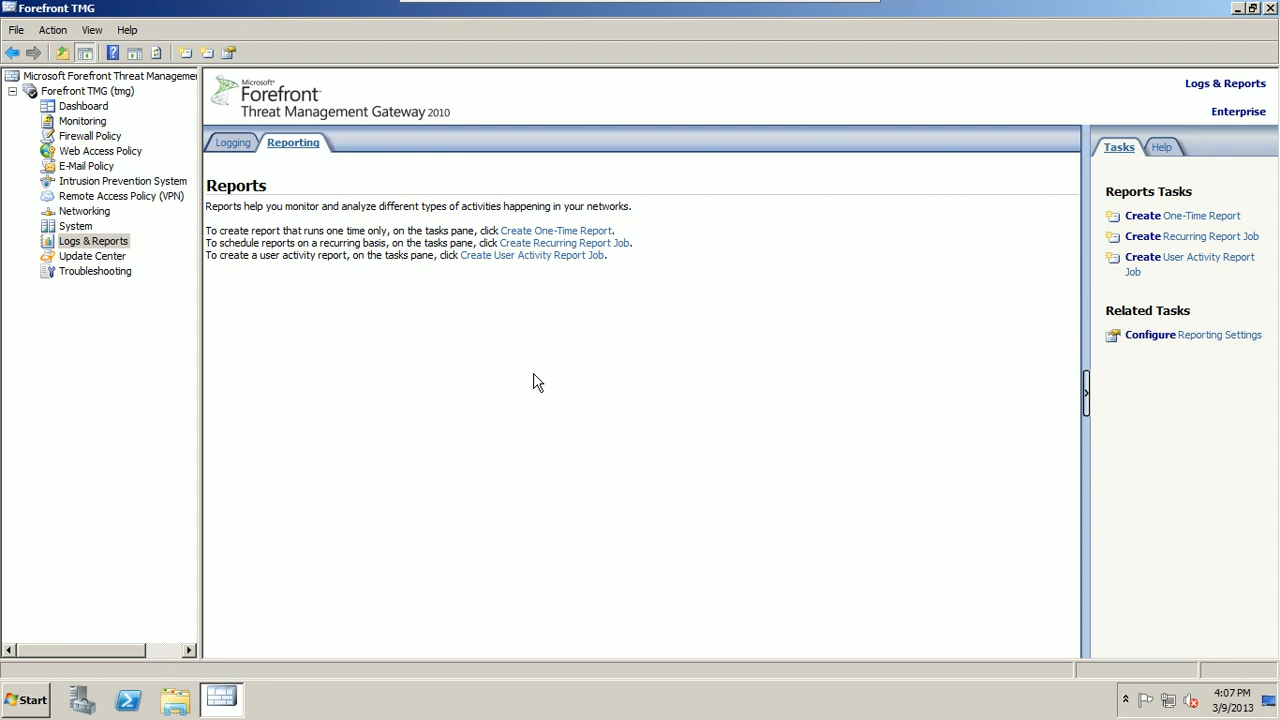 Forefront TMG
File Action View Help
Microsoft Forefront Threat Manageme
Forefront TMG (tmg)
Dashboard
Monitoring
Firewall Policy
Web Access Policy
E-Mail Policy
Intrusion Prevention System
Remote Access Policy (VPN)
Networking
System
Logs & Reports
Update Center
Troubleshooting
Microsoft
Forefront
Threat Management Gateway 2010
Logs & Reports
Enterprise
Logging Reporting
Reports
Reports help you monitor and analyze different types of activities happening in your networks.
To create report that runs one time only, on the tasks pane, click Create One-Time Report.
To schedule reports on a recurring basis, on the tasks pane, click Create Recurring Report Job.
To create a user activity report, on the tasks pane, click Create User Activity Report Job.
Tasks Help
Reports Tasks
Create One-Time Report
Create Recurring Report Job
Create User Activity Report
Job
Related Tasks
Configure Reporting Settings
Start
4:07 PM
3/9/2013